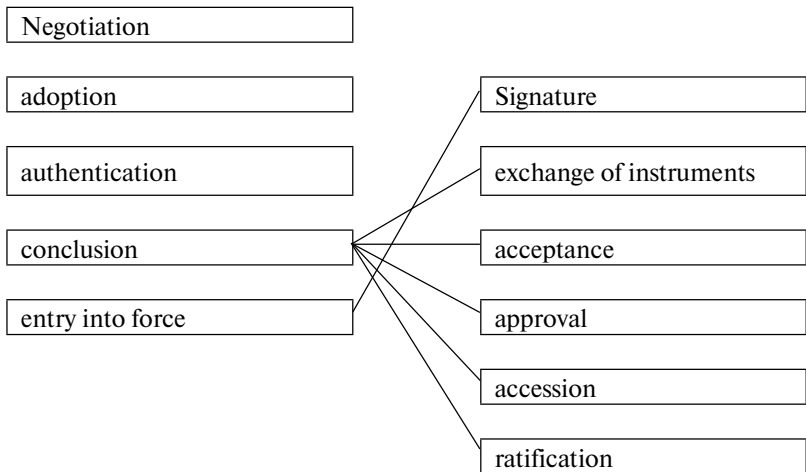 Negotiation
adoption
authentication
conclusion
entry into force
Signature
exchange of instruments
acceptance
approval
accession
ratification